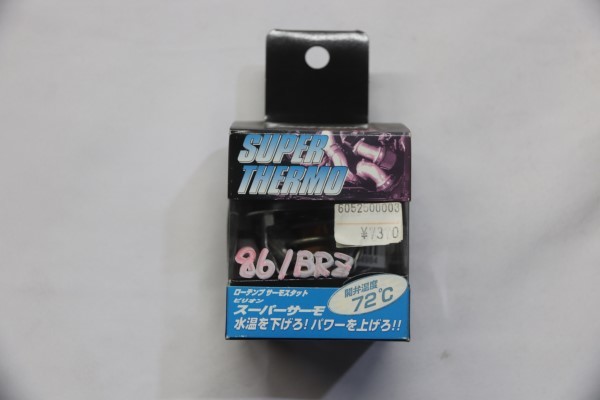 SUPER
THERMO
6052500003
86/BRZ
ローテンプ サーモスタット
ビリオン
スーパーサーモ
開弁温度
72℃
水温を下げろ! パワーを上げろ!!